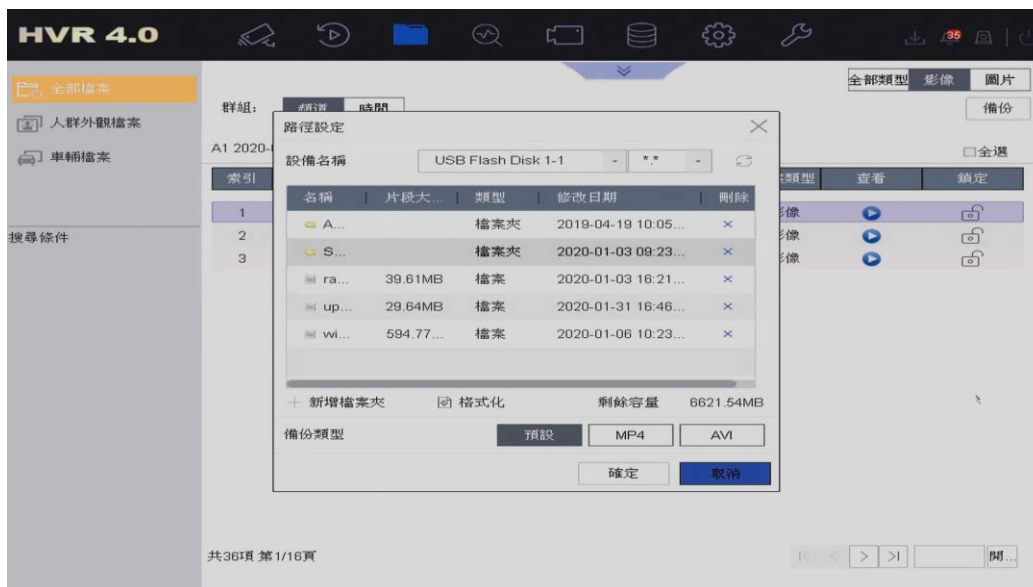 HVR 4.0
35
全部檔案
人群外觀檔案
車輛檔案
搜尋條件
全部類型 影像 圖片
群組: 頻道 時間
備份
A1 2020-
□全選
索引 類型 查看 鎖定
1 影像
2 影像
3 影像
路徑設定
設備名稱 USB Flash Disk 1-1 *.*
名稱 片段大... 類型 修改日期 刪除
A... 檔案夾 2019-04-19 10:05...
S... 檔案夾 2020-01-03 09:23...
ra... 39.61MB 檔案 2020-01-03 16:21...
up... 29.64MB 檔案 2020-01-31 16:46...
wi... 594.77... 檔案 2020-01-06 10:23...
新增檔案夾 格式化 剩餘容量 6621.54MB
備份類型 預設 MP4 AVI
確定 取消
共36項 第1/16頁
開...